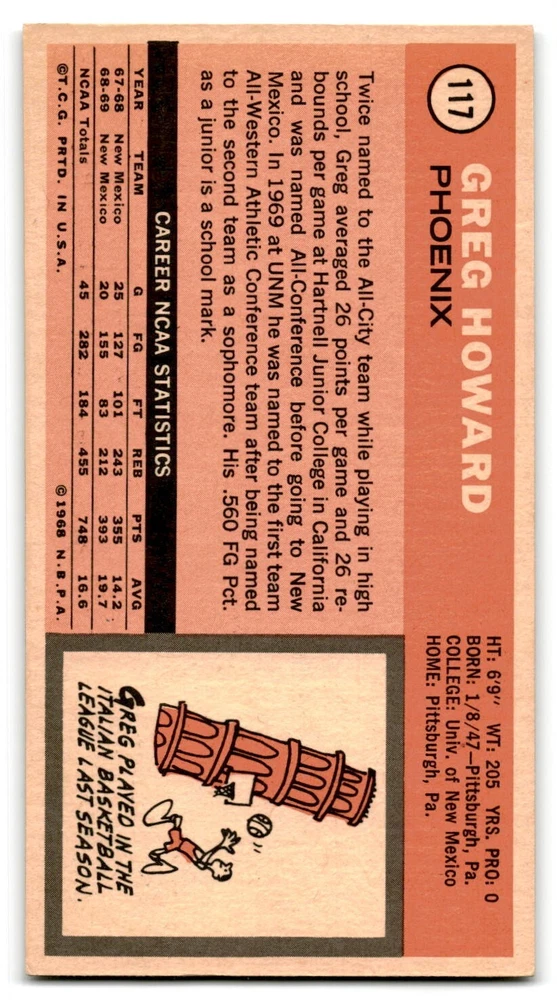 117
GREG HOWARD
PHOENIX
HT: 6'9" WT: 205 YRS. PRO: 0
BORN: 1/8/47—Pittsburgh, Pa.
COLLEGE: Univ. of New Mexico
HOME: Pittsburgh, Pa.
Twice named to the All-City team while playing in high
school, Greg averaged 26 points per game and 26 re-
bounds per game at Hartnell Junior College in California
and was named All-Conference before going to New
Mexico. In 1969 at UNM he was named to the first team
All-Western Athletic Conference team after being named
to the second team as a sophomore. His .560 FG Pct.
as a junior is a school mark.
CAREER NCAA STATISTICS
YEAR TEAM G FG FT REB PTS AVG
67-68 New Mexico 25 127 101 243 355 14.2
68-69 New Mexico 20 155 83 212 393 19.7
NCAA Totals 45 282 184 455 748 16.6
©T.C.G. PRTD. IN U.S.A. ©1968 N.B.P.A.
GREG PLAYED IN THE
ITALIAN BASKETBALL
LEAGUE LAST SEASON.